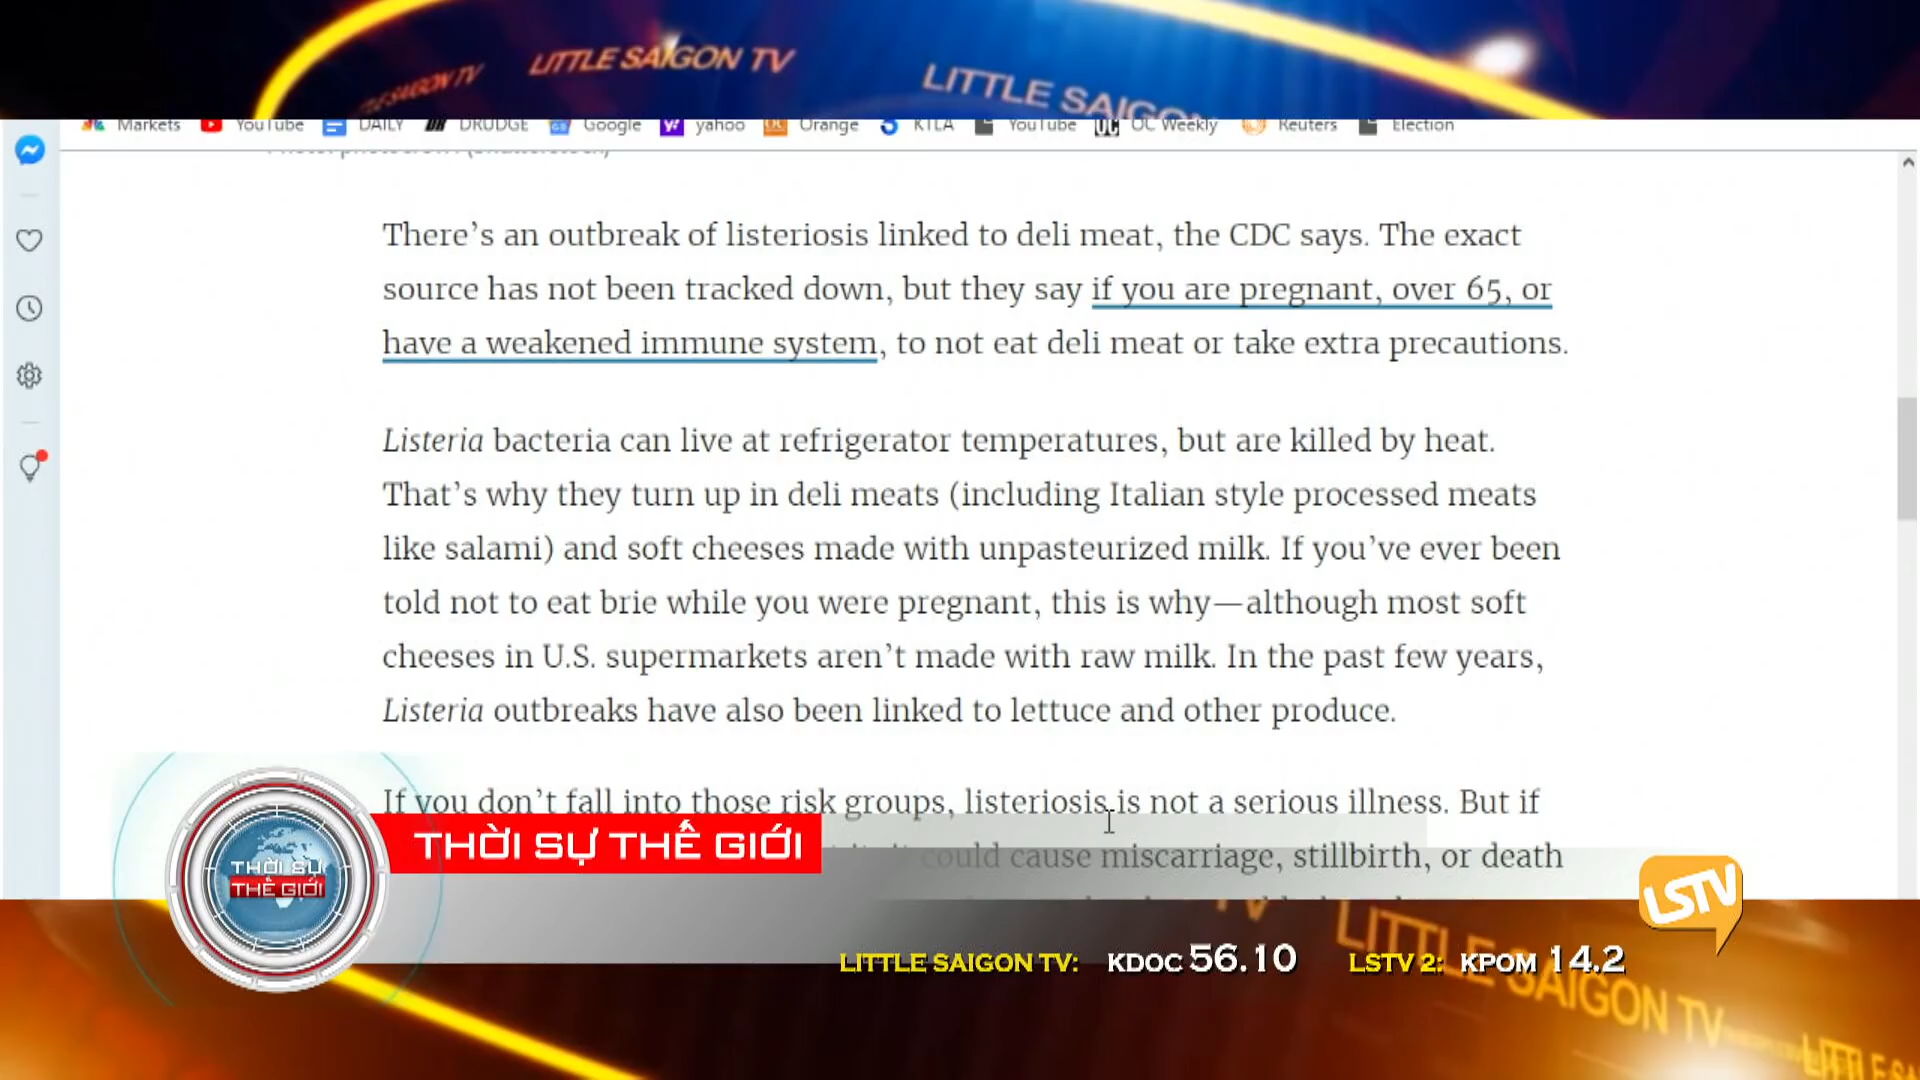 LITTLE SAIGON TV
LITTLE SAIGON TV
LITTLE SAIGON
Markets YouTube DAILY DRUDGE Google yahoo Orange KTLA YouTube OC Weekly Reuters Election
There's an outbreak of listeriosis linked to deli meat, the CDC says. The exact
source has not been tracked down, but they say if you are pregnant, over 65, or
have a weakened immune system, to not eat deli meat or take extra precautions.
Listeria bacteria can live at refrigerator temperatures, but are killed by heat.
That's why they turn up in deli meats (including Italian style processed meats
like salami) and soft cheeses made with unpasteurized milk. If you've ever been
told not to eat brie while you were pregnant, this is why—although most soft
cheeses in U.S. supermarkets aren't made with raw milk. In the past few years,
Listeria outbreaks have also been linked to lettuce and other produce.
If you don't fall into those risk groups, listeriosis is not a serious illness. But if
could cause miscarriage, stillbirth, or death
THỜI SỰ THẾ GIỚI
THỜI SỰ
THẾ GIỚI
LSTV
LITTLE SAIGON TV: KDOC 56.10 LSTV 2: KPOM 14.2
TV
LITTLE SAIGON TV
LITTLE SA